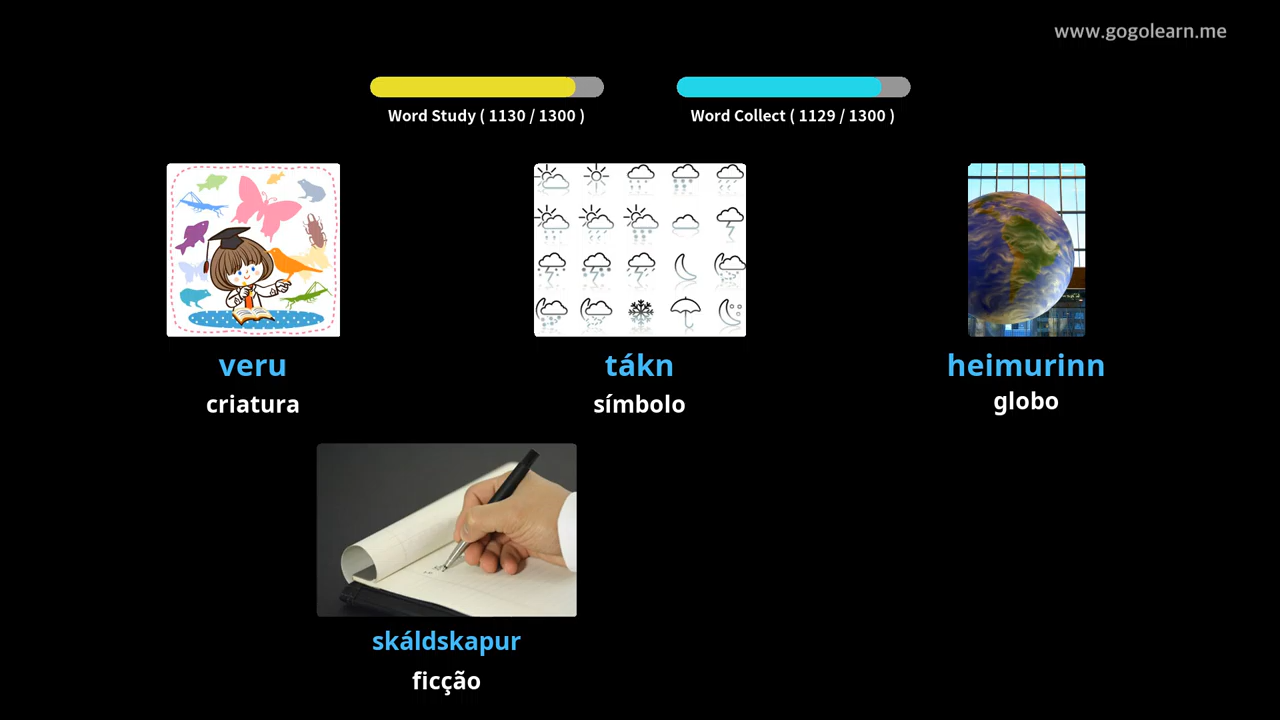 www.gogolearn.me
Word Study ( 1130 / 1300 )
Word Collect ( 1129 / 1300 )
veru
criatura
tákn
símbolo
heimurinn
globo
skáldskapur
ficção